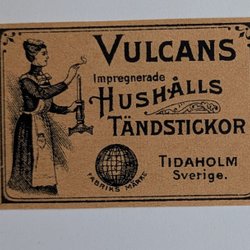 VULCANS
Impregnerade
HUSHÅLLS
TÄNDSTICKOR
FABRIKS MÄRKE
TIDAHOLM
Sverige.